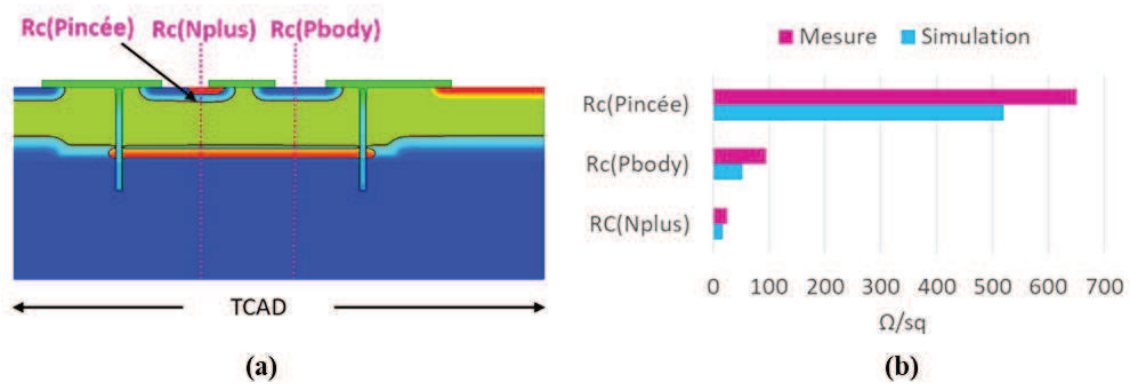 Rc(Pincée) Rc(Nplus) Rc(Pbody)
TCAD
(a)
Mesure Simulation
Rc(Pincée)
Rc(Pbody)
RC(Nplus)
0 100 200 300 400 500 600 700
Ω/sq
(b)